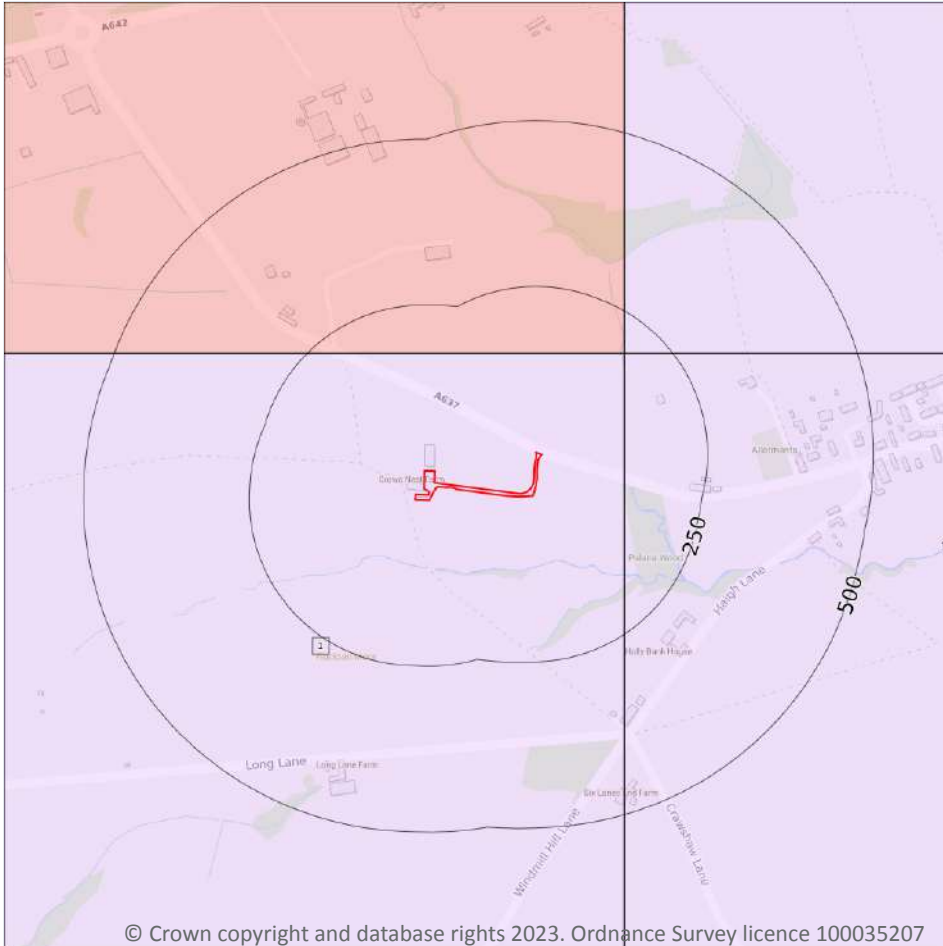 A642
A637
Allotments
250
Haigh Lane
500
1
Holly Bank House
Long Lane
Long Lane Farm
Six Lanes End Farm
Windmill Hill Lane
Crawshaw Lane
© Crown copyright and database rights 2023. Ordnance Survey licence 100035207